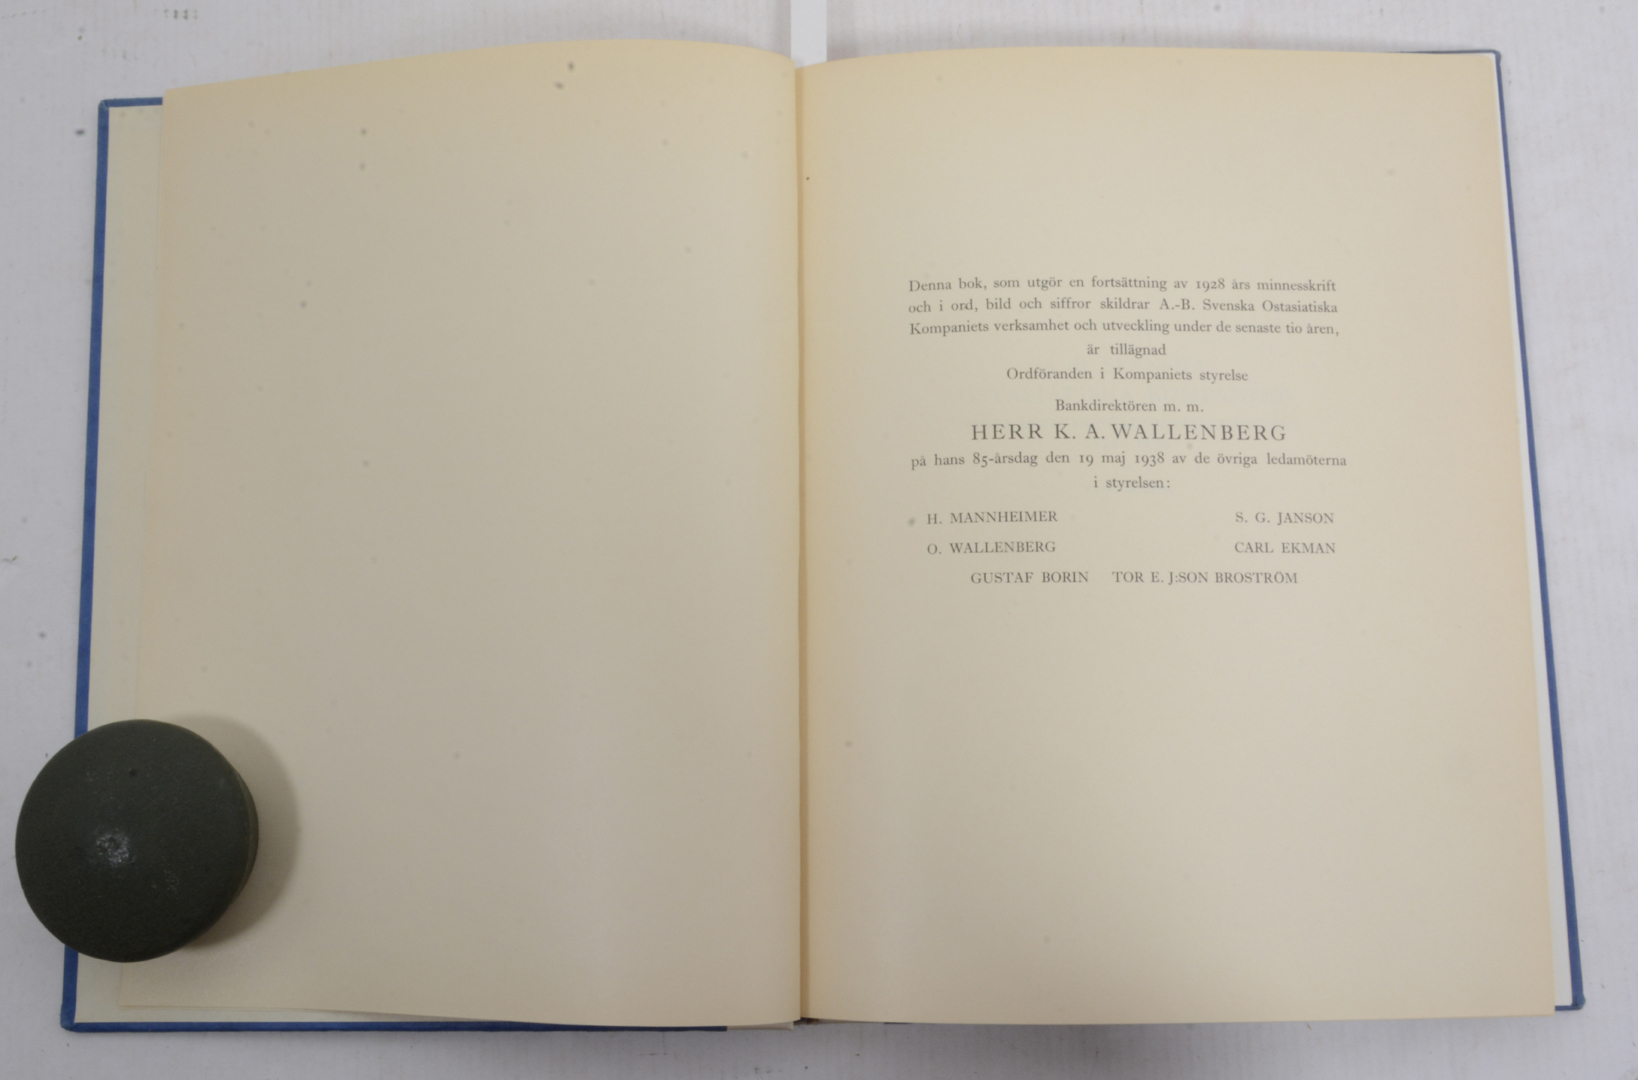 Denna bok, som utgör en fortsättning av 1928 års minnesskrift
och i ord, bild och siffror skildrar A.-B. Svenska Ostasiatiska
Kompaniets verksamhet och utveckling under de senaste tio åren,
är tillägnad
Ordföranden i Kompaniets styrelse
Bankdirektören m. m.
HERR K. A. WALLENBERG
på hans 85-årsdag den 19 maj 1938 av de övriga ledamöterna
i styrelsen:
H. MANNHEIMER S. G. JANSON
O. WALLENBERG CARL EKMAN
GUSTAF BORIN TOR E. J:SON BROSTRÖM